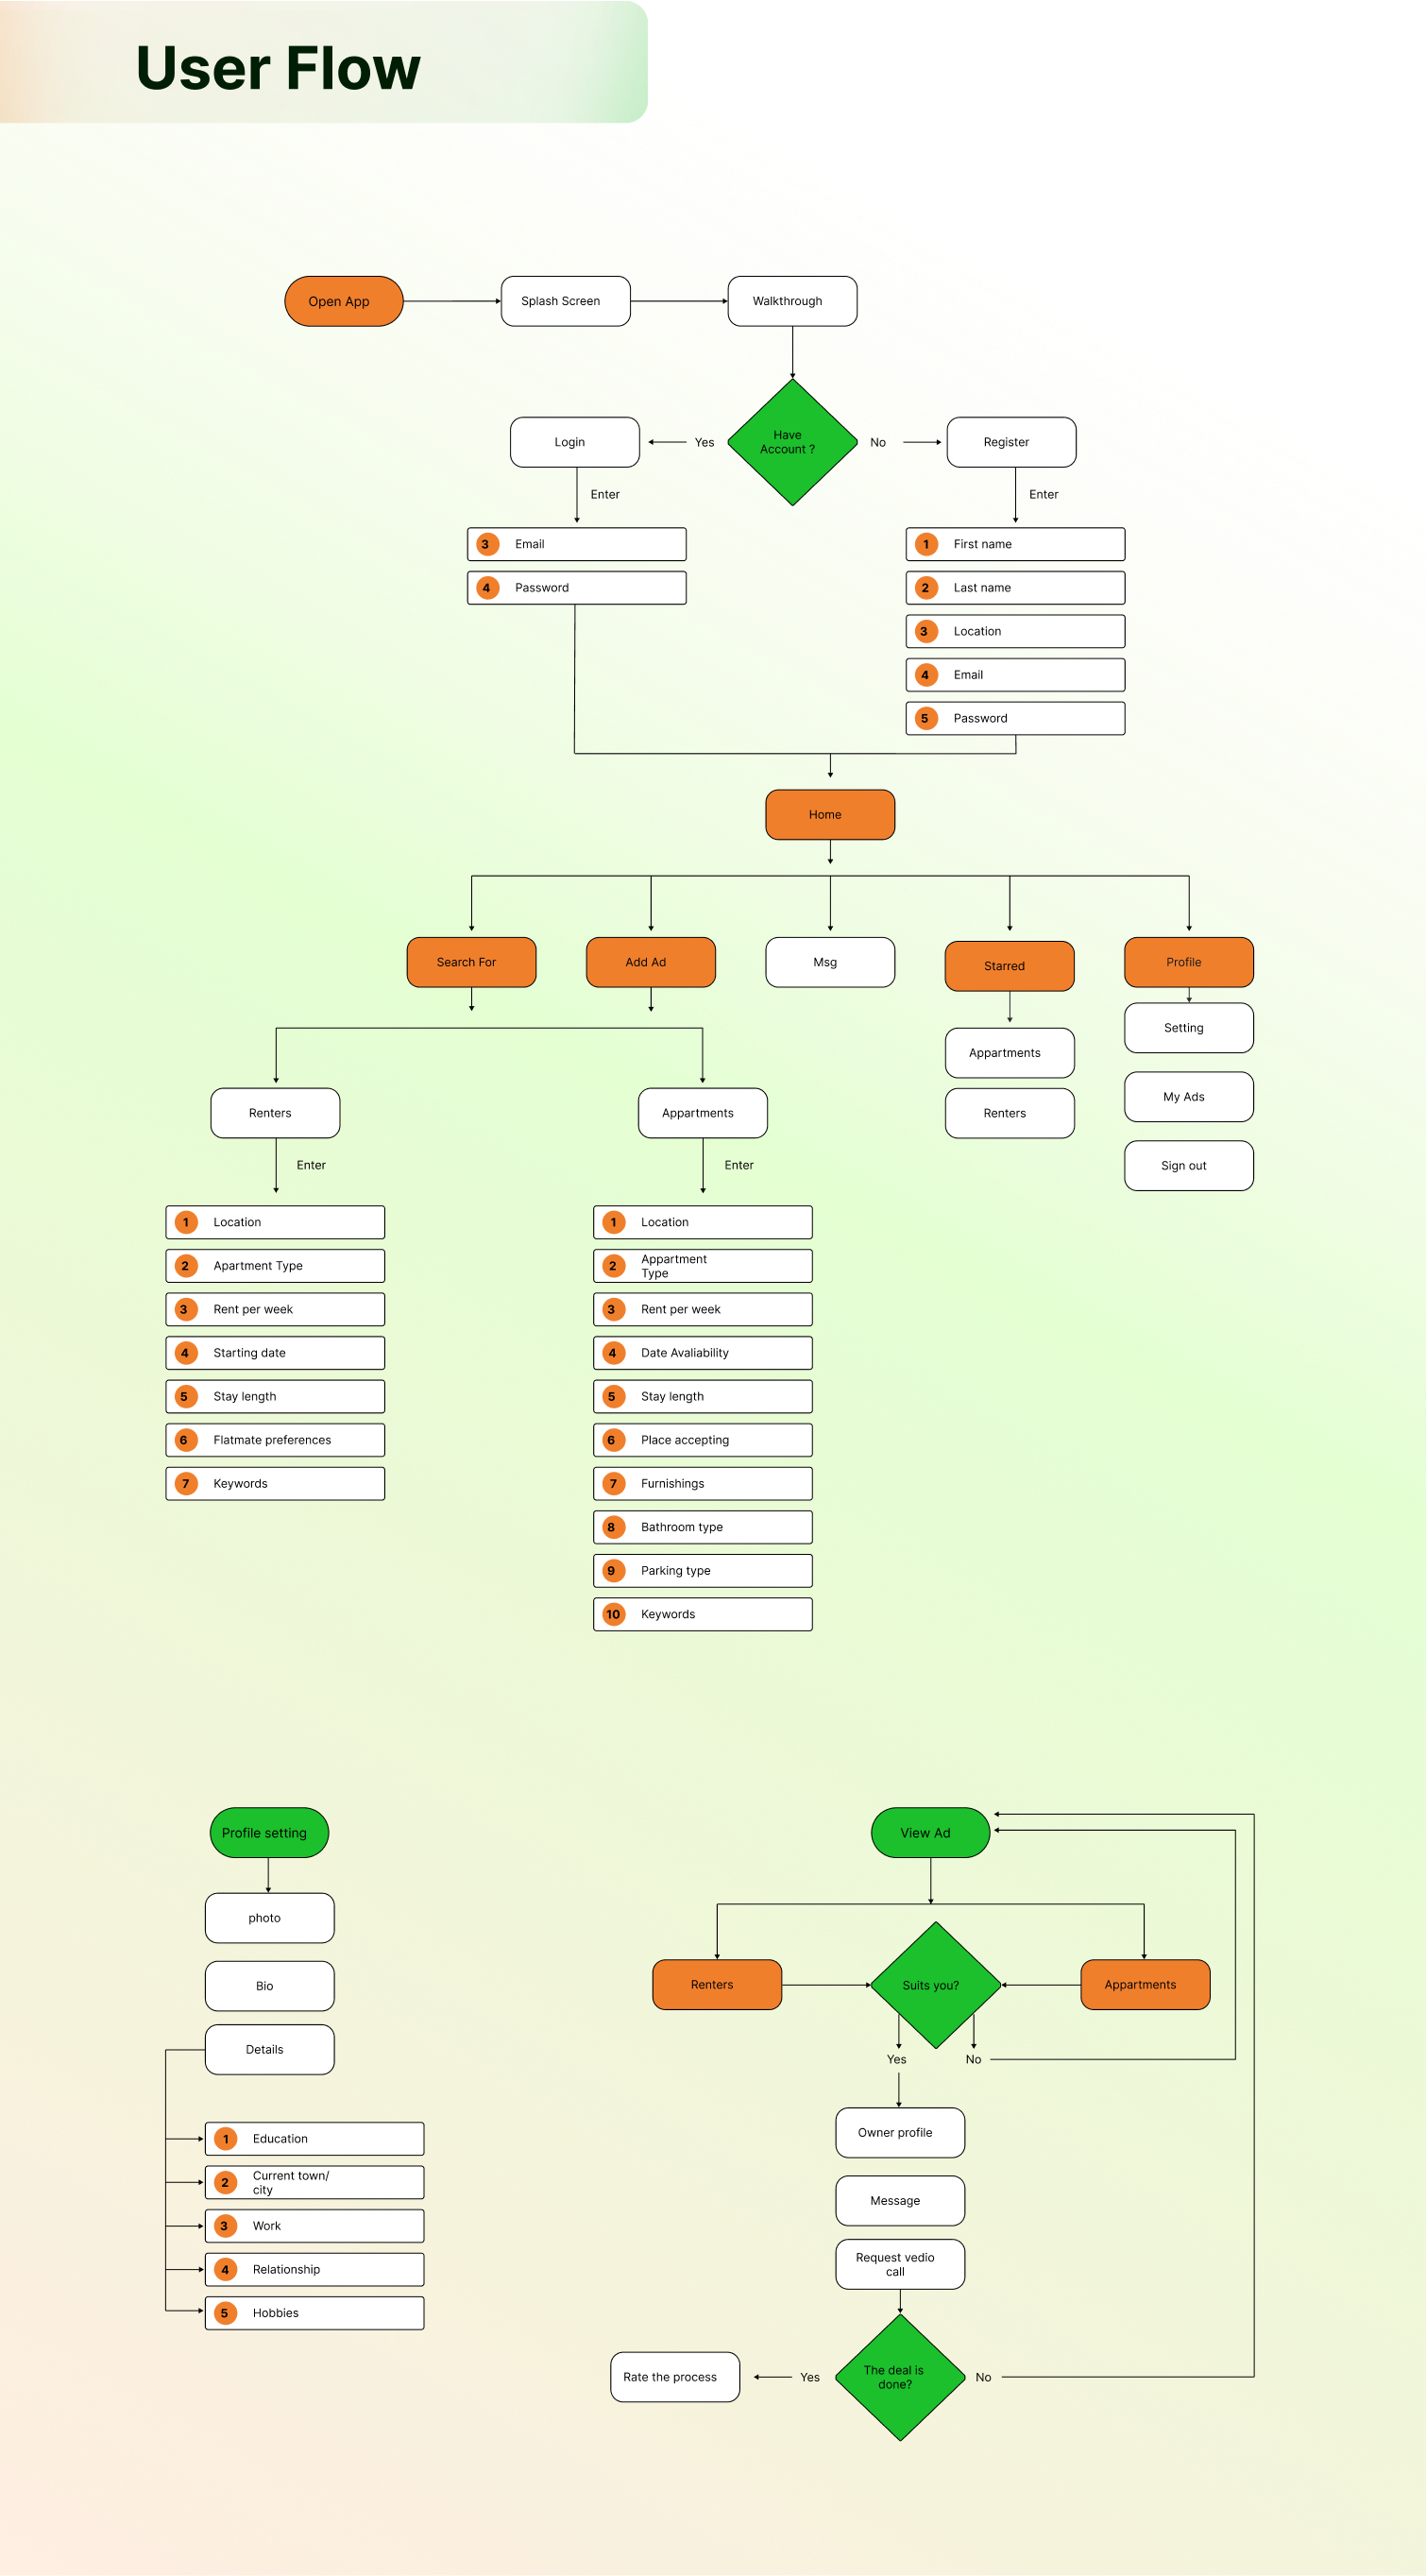 User Flow
Open App
Splash Screen
Walkthrough
Have
Account ?
Yes
No
Login
Register
Enter
Enter
3 Email
4 Password
1 First name
2 Last name
3 Location
4 Email
5 Password
Home
Search For
Add Ad
Msg
Starred
Profile
Appartments
Renters
Setting
My Ads
Sign out
Renters
Appartments
Enter
Enter
1 Location
2 Apartment Type
3 Rent per week
4 Starting date
5 Stay length
6 Flatmate preferences
7 Keywords
1 Location
2 Appartment
Type
3 Rent per week
4 Date Avaliability
5 Stay length
6 Place accepting
7 Furnishings
8 Bathroom type
9 Parking type
10 Keywords
Profile setting
photo
Bio
Details
1 Education
2 Current town/
city
3 Work
4 Relationship
5 Hobbies
View Ad
Renters
Suits you?
Appartments
Yes
No
Owner profile
Message
Request vedio
call
The deal is
done?
Yes
No
Rate the process